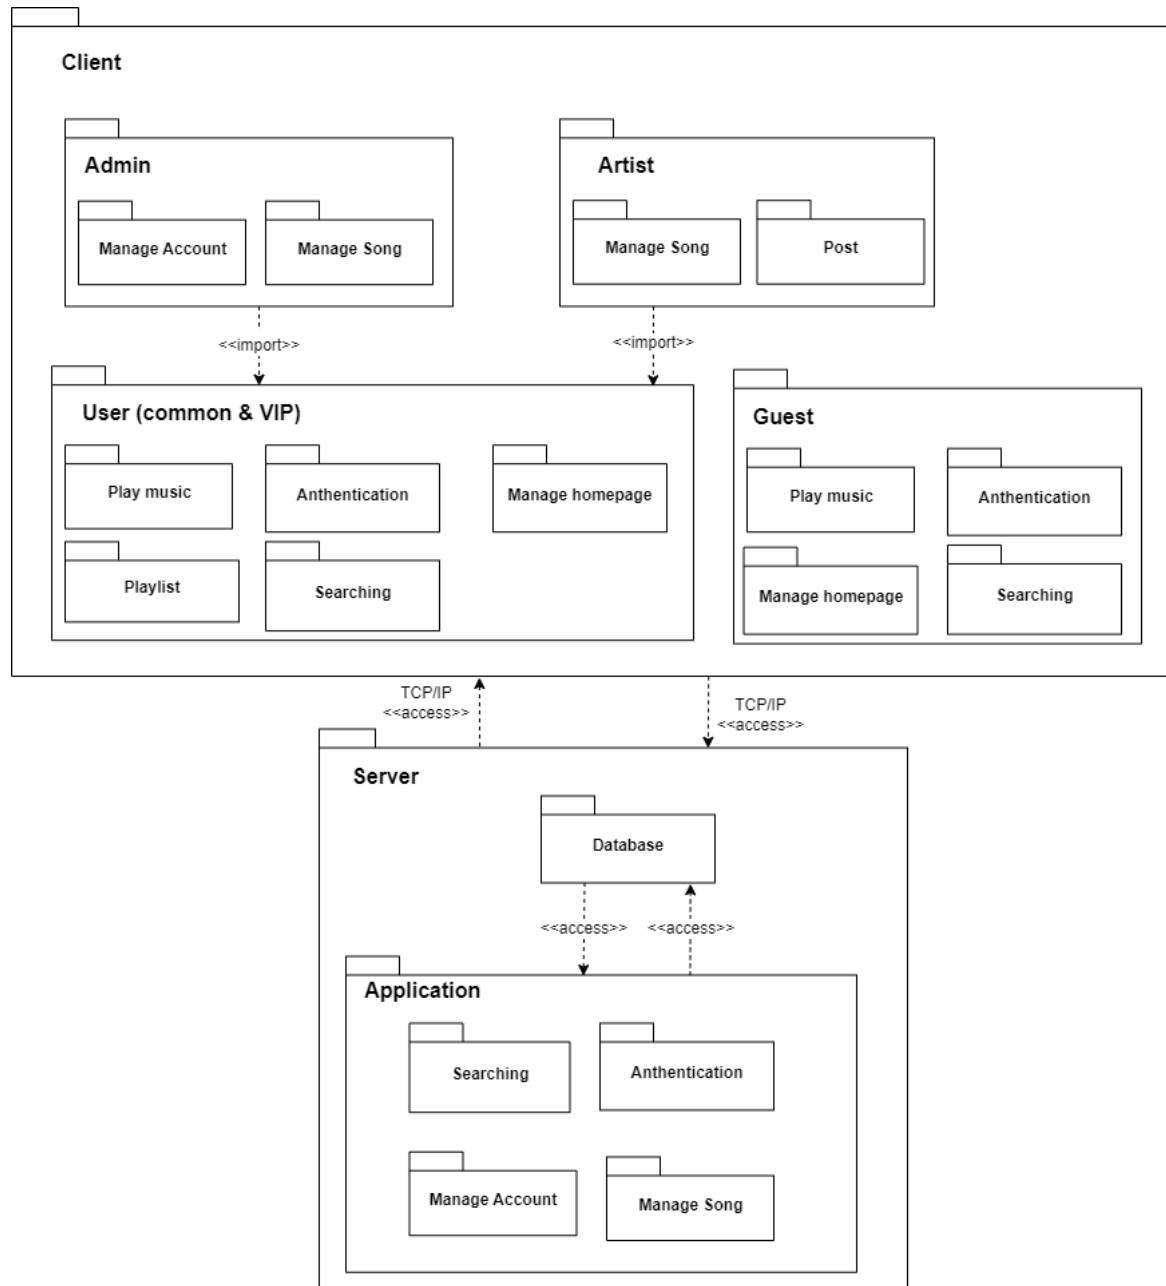 Client
Admin
Manage Account
Manage Song
<<import>>
Artist
Manage Song
Post
<<import>>
User (common & VIP)
Play music
Anthentication
Manage homepage
Playlist
Searching
Guest
Play music
Anthentication
Manage homepage
Searching
TCP/IP
<<access>>
TCP/IP
<<access>>
Server
Database
<<access>>
<<access>>
Application
Searching
Anthentication
Manage Account
Manage Song